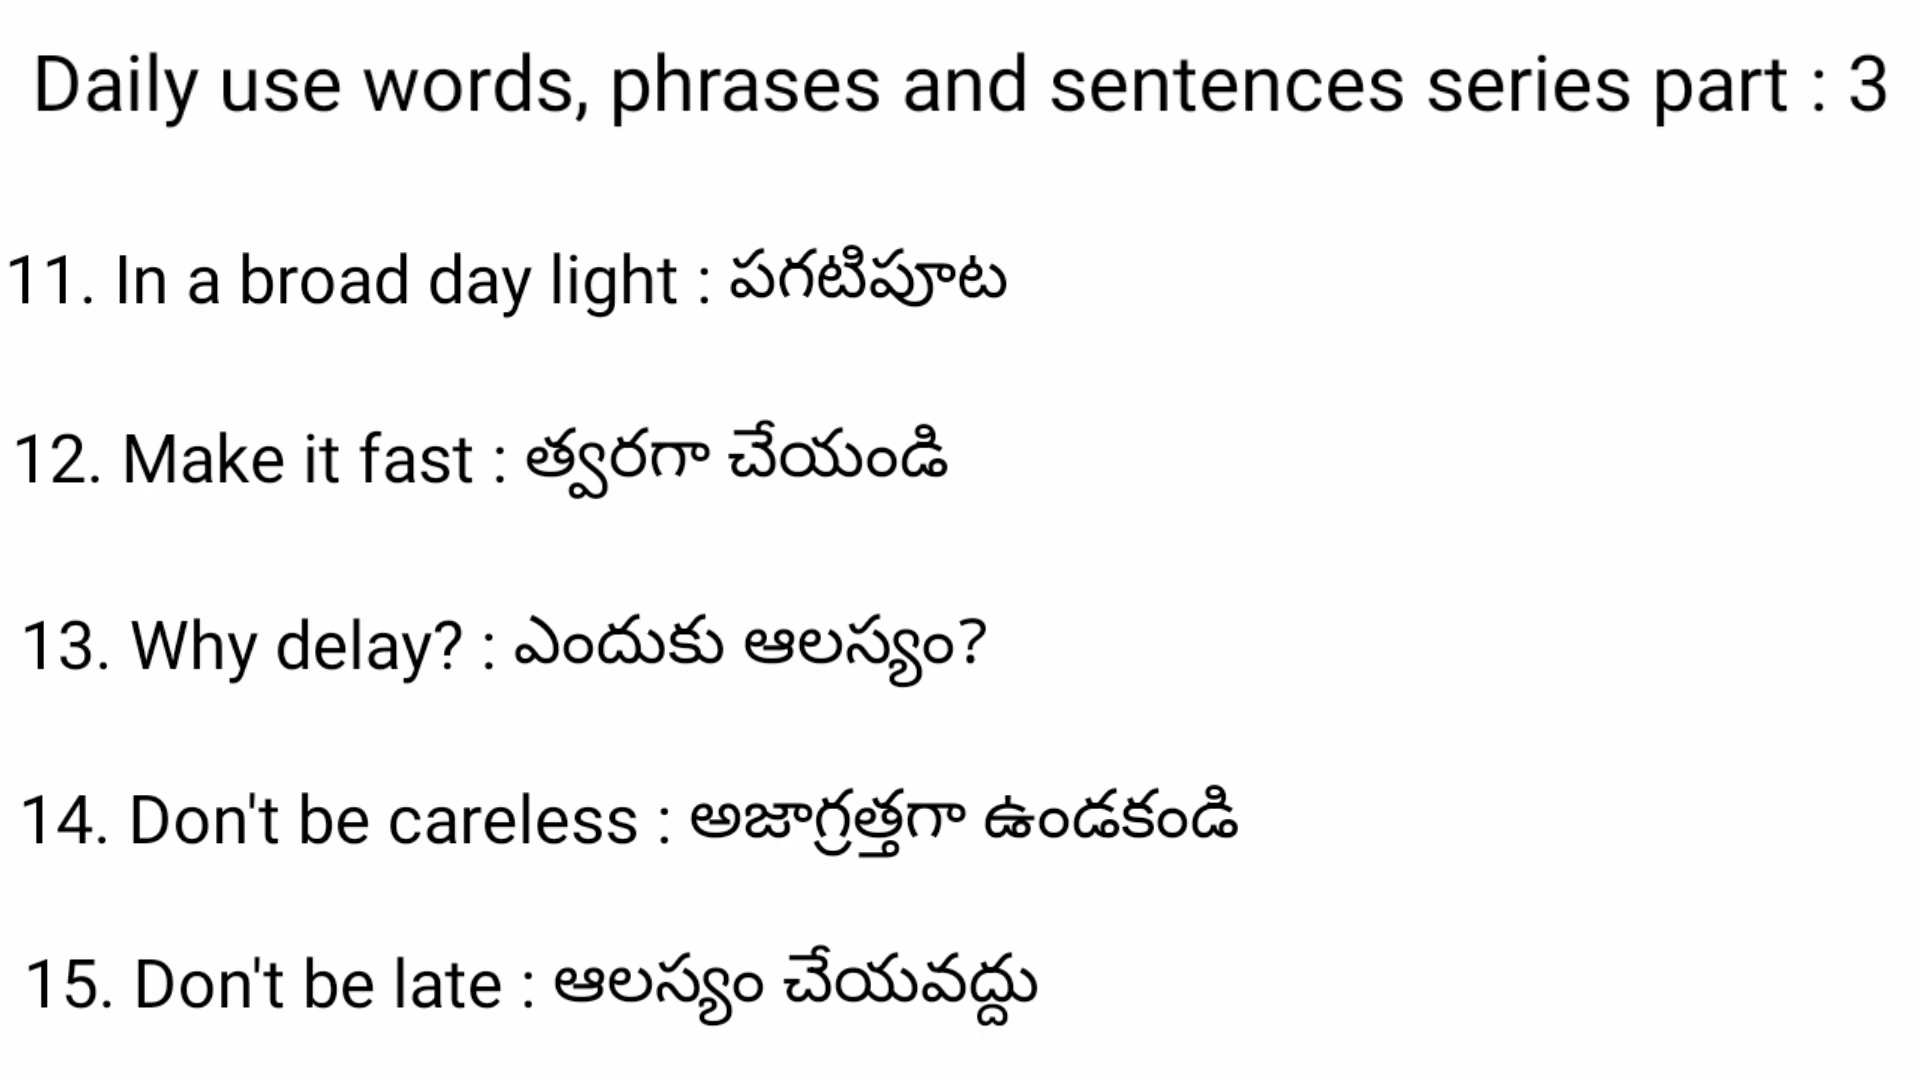 Daily use words, phrases and sentences series part : 3
11. In a broad day light : పగటిపూట
12. Make it fast : త్వరగా చేయండి
13. Why delay? : ఎందుకు ఆలస్యం?
14. Don't be careless : అజాగ్రత్తగా ఉండకండి
15. Don't be late : ఆలస్యం చేయవద్దు